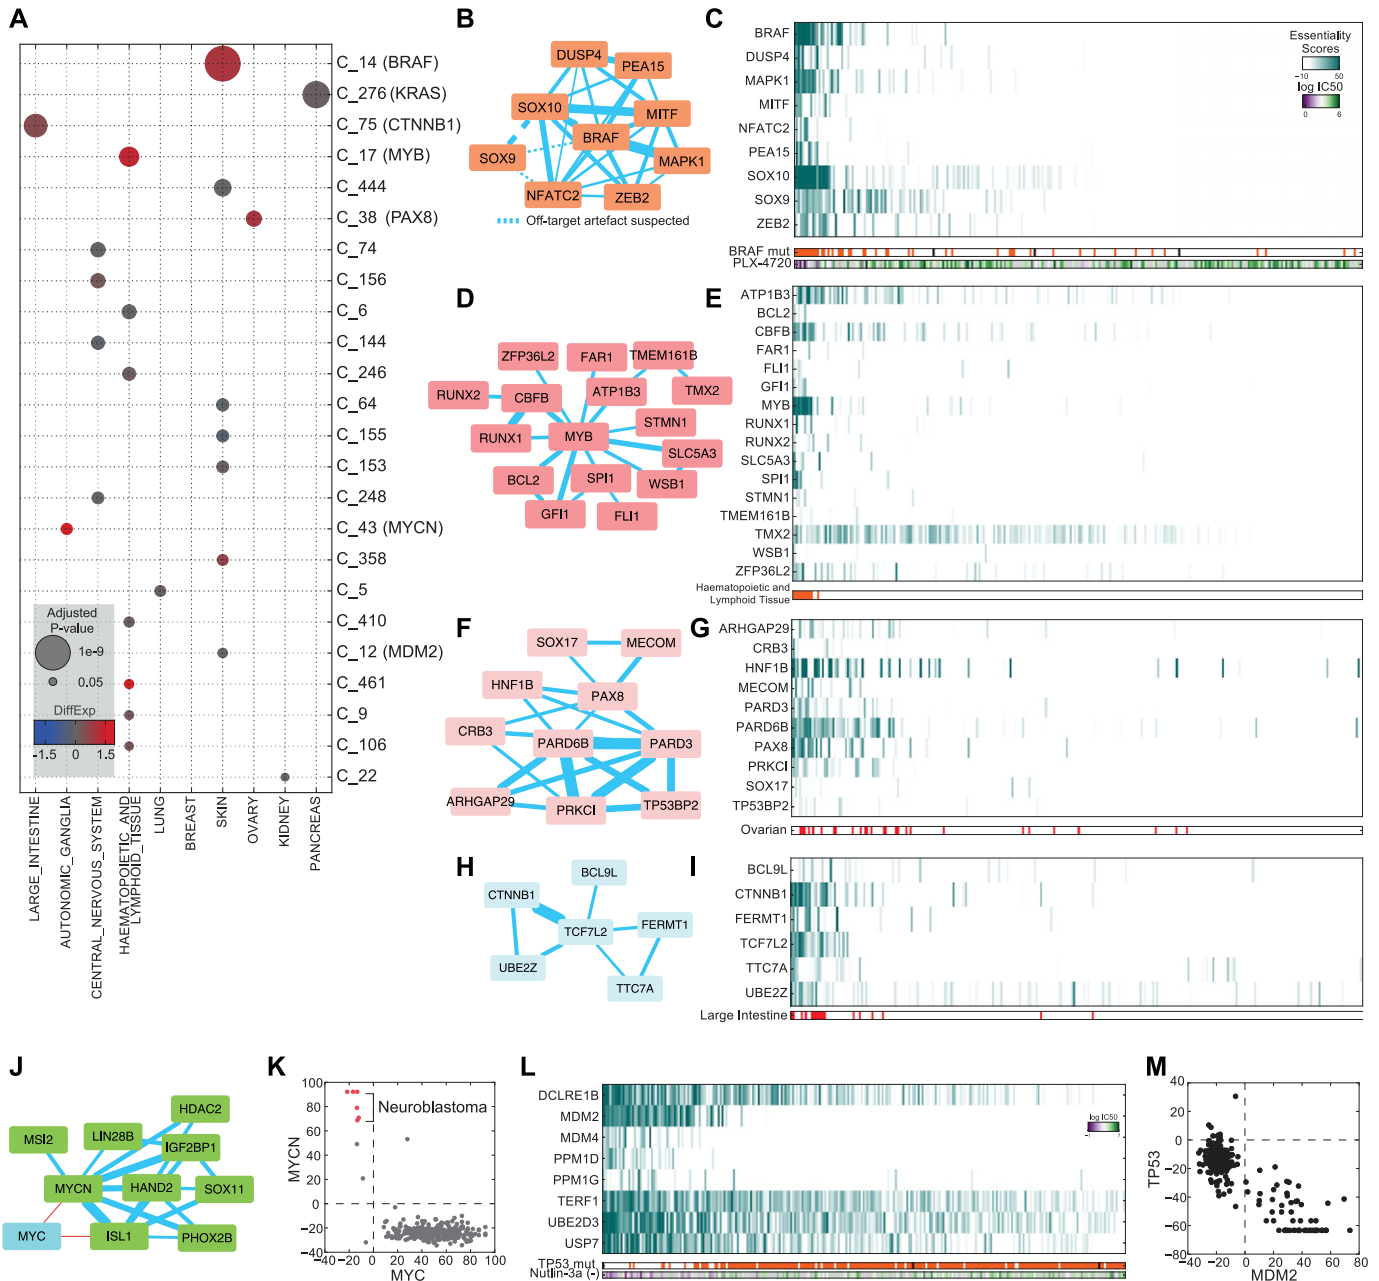 A
C_14 (BRAF)
C_276 (KRAS)
C_75 (CTNNB1)
C_17 (MYB)
C_444
C_38 (PAX8)
C_74
C_156
C_6
C_144
C_246
C_64
C_155
C_153
C_248
C_43 (MYCN)
C_358
C_5
C_410
C_12 (MDM2)
C_461
C_9
C_106
C_22
Adjusted
P-value
1e-9
0.05
DiffExp
-1.5 0 1.5
LARGE_INTESTINE
AUTONOMIC_GANGLIA
CENTRAL_NERVOUS_SYSTEM
HAEMATOPOIETIC_AND
LYMPHOID_TISSUE
LUNG
BREAST
SKIN
OVARY
KIDNEY
PANCREAS
B
DUSP4
PEA15
SOX10
MITF
BRAF
SOX9
MAPK1
NFATC2
ZEB2
Off-target artefact suspected
C
BRAF
DUSP4
MAPK1
MITF
NFATC2
PEA15
SOX10
SOX9
ZEB2
BRAF mut
PLX-4720
Essentiality
Scores
-10 50
log IC50
0 6
D
ZFP36L2
FAR1
TMEM161B
RUNX2
CBFB
ATP1B3
TMX2
RUNX1
MYB
STMN1
SLC5A3
BCL2
SPI1
WSB1
GFI1
FLI1
E
ATP1B3
BCL2
CBFB
FAR1
FLI1
GFI1
MYB
RUNX1
RUNX2
SLC5A3
SPI1
STMN1
TMEM161B
TMX2
WSB1
ZFP36L2
Haematopoietic and
Lymphoid Tissue
F
SOX17
MECOM
HNF1B
PAX8
CRB3
PARD6B
PARD3
ARHGAP29
PRKCI
TP53BP2
G
ARHGAP29
CRB3
HNF1B
MECOM
PARD3
PARD6B
PAX8
PRKCI
SOX17
TP53BP2
Ovarian
H
BCL9L
CTNNB1
TCF7L2
FERMT1
UBE2Z
TTC7A
I
BCL9L
CTNNB1
FERMT1
TCF7L2
TTC7A
UBE2Z
Large Intestine
J
HDAC2
MSI2
LIN28B
IGF2BP1
MYCN
HAND2
SOX11
MYC
ISL1
PHOX2B
K
MYCN
100
80
60
40
20
0
-20
-40
Neuroblastoma
-40 -20 0 20 40 60 80 100
MYC
L
DCLRE1B
MDM2
MDM4
PPM1D
PPM1G
TERF1
UBE2D3
USP7
TP53 mut
Nutlin-3a (-)
log IC50
M
TP53
40
20
0
-20
-40
-60
-80
-40 -20 0 20 40 60 80
MDM2